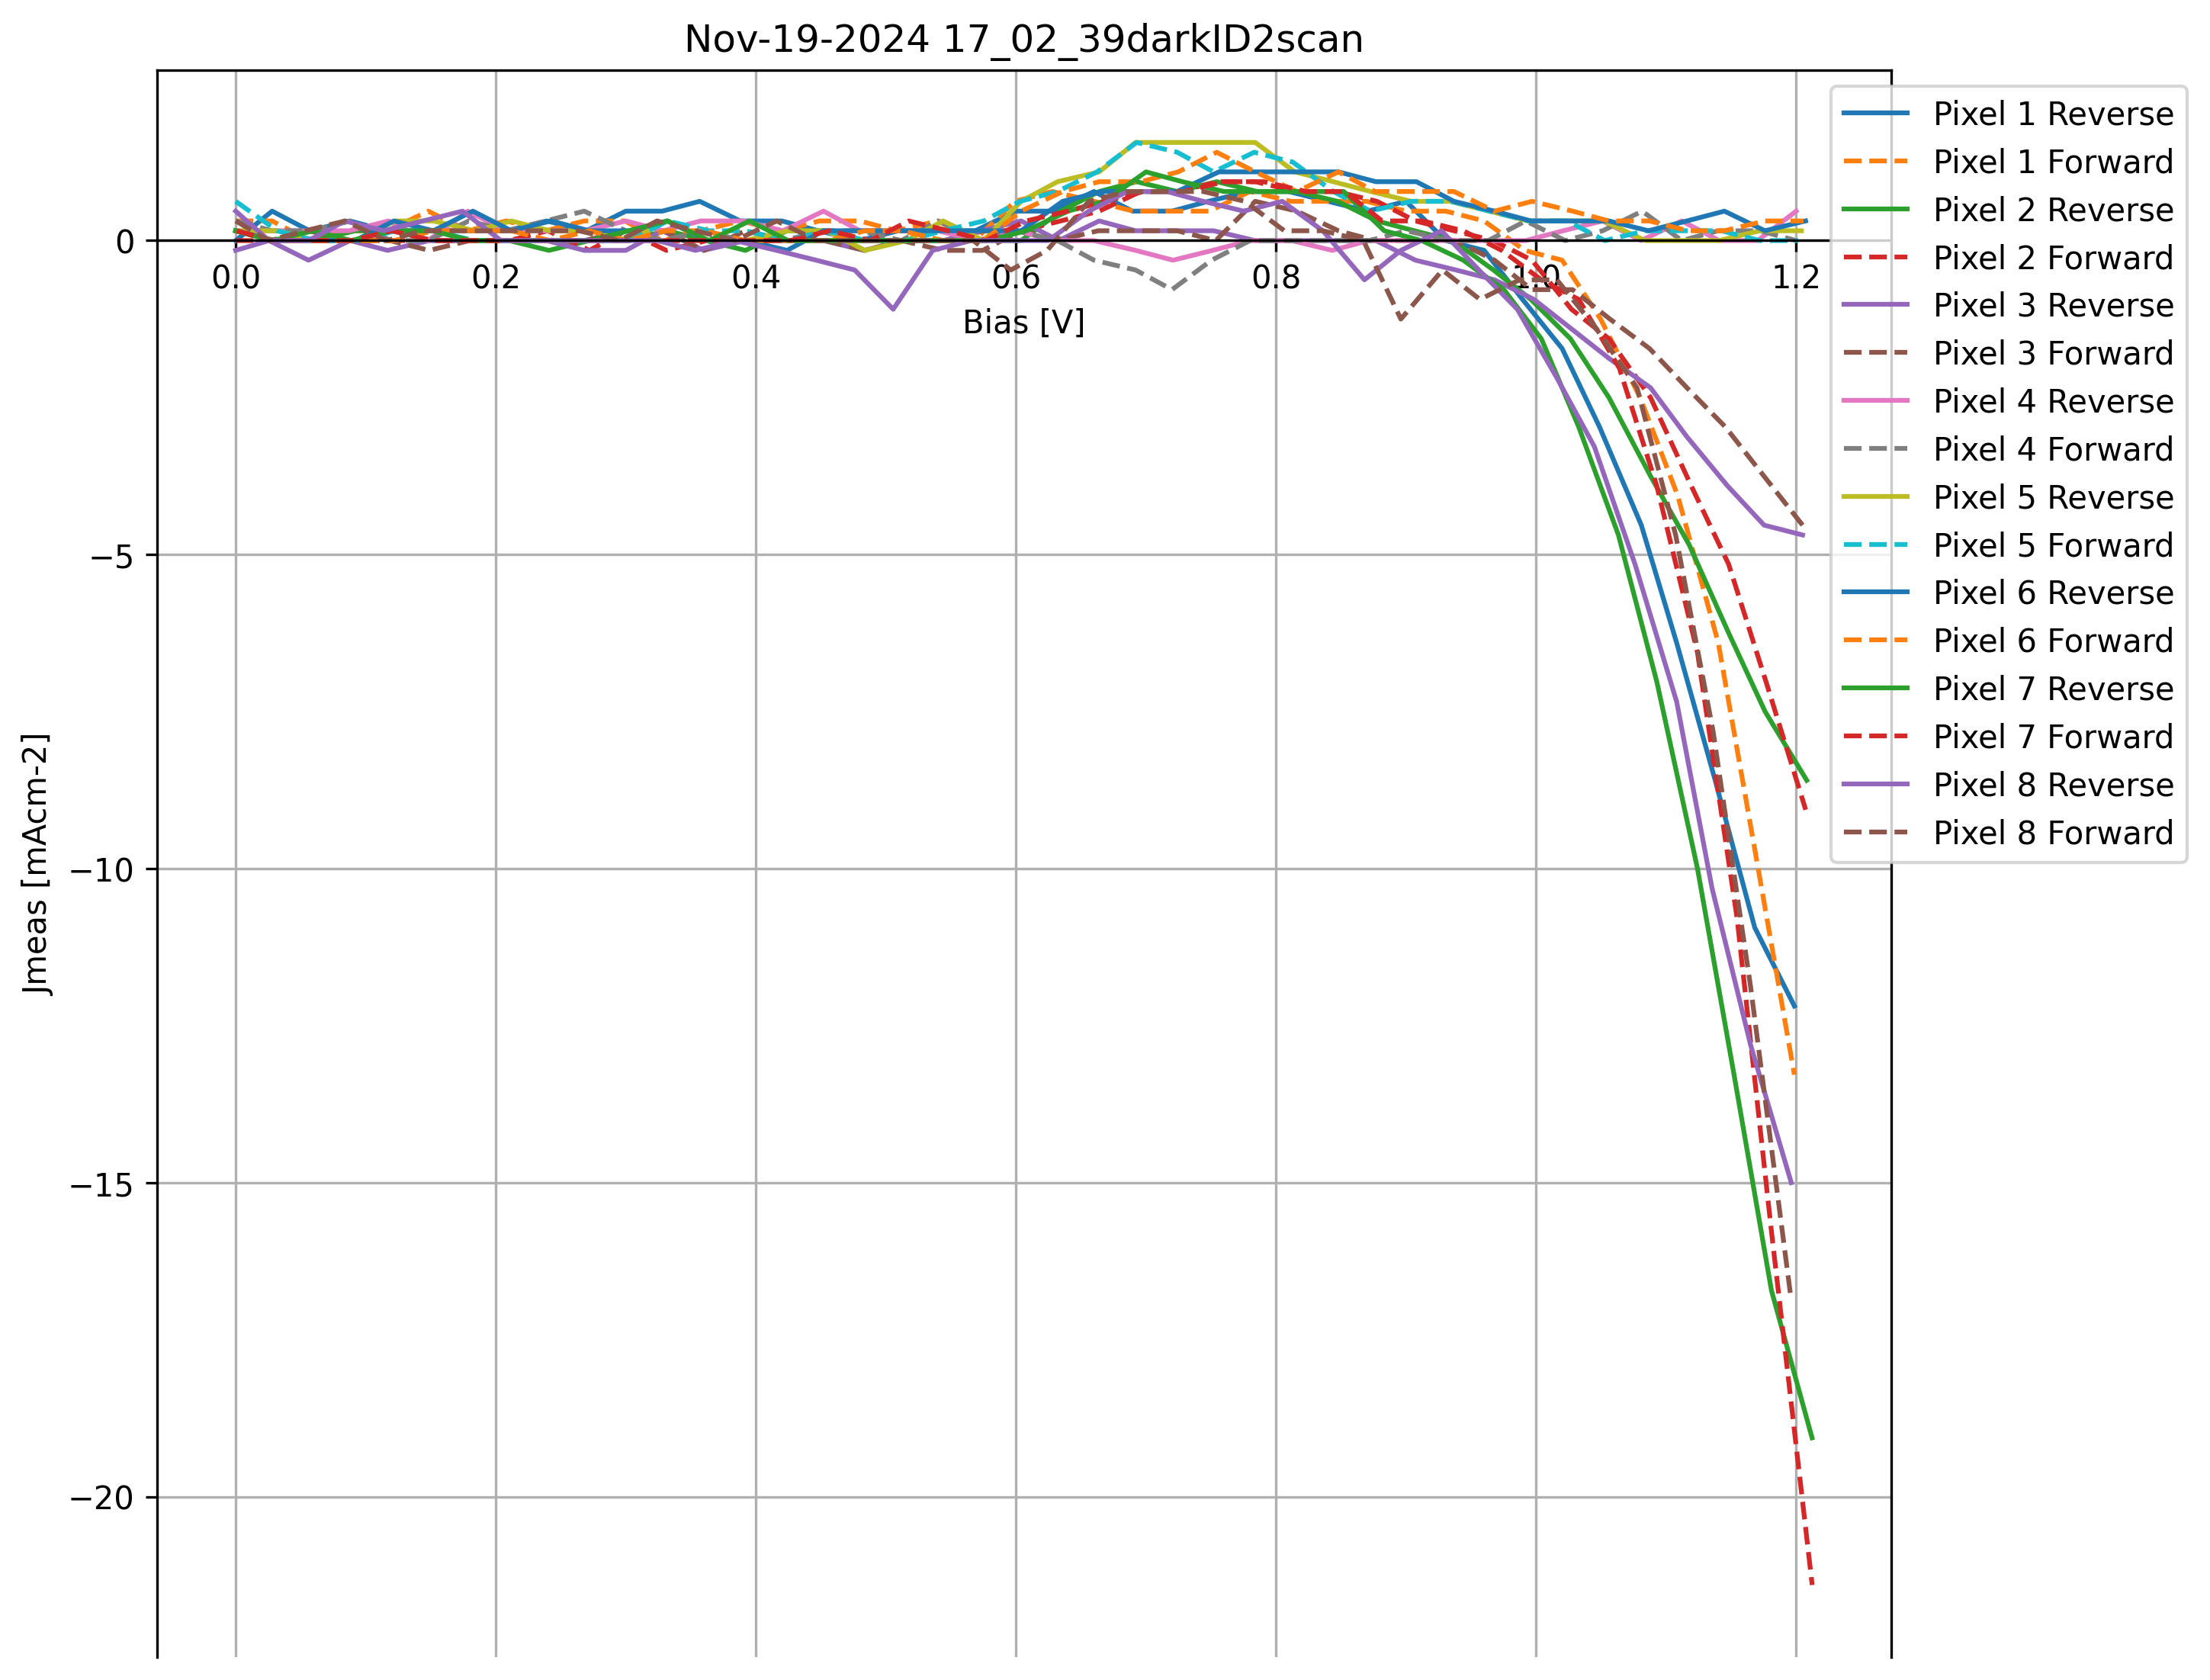 Nov-19-2024 17_02_39darkID2scan
Pixel 1 Reverse
Pixel 1 Forward
Pixel 2 Reverse
Pixel 2 Forward
Pixel 3 Reverse
Pixel 3 Forward
Pixel 4 Reverse
Pixel 4 Forward
Pixel 5 Reverse
Pixel 5 Forward
Pixel 6 Reverse
Pixel 6 Forward
Pixel 7 Reverse
Pixel 7 Forward
Pixel 8 Reverse
Pixel 8 Forward
0
−5
−10
−15
−20
0.0 0.2 0.4 0.6 0.8 1.0 1.2
Bias [V]
Jmeas [mAcm-2]